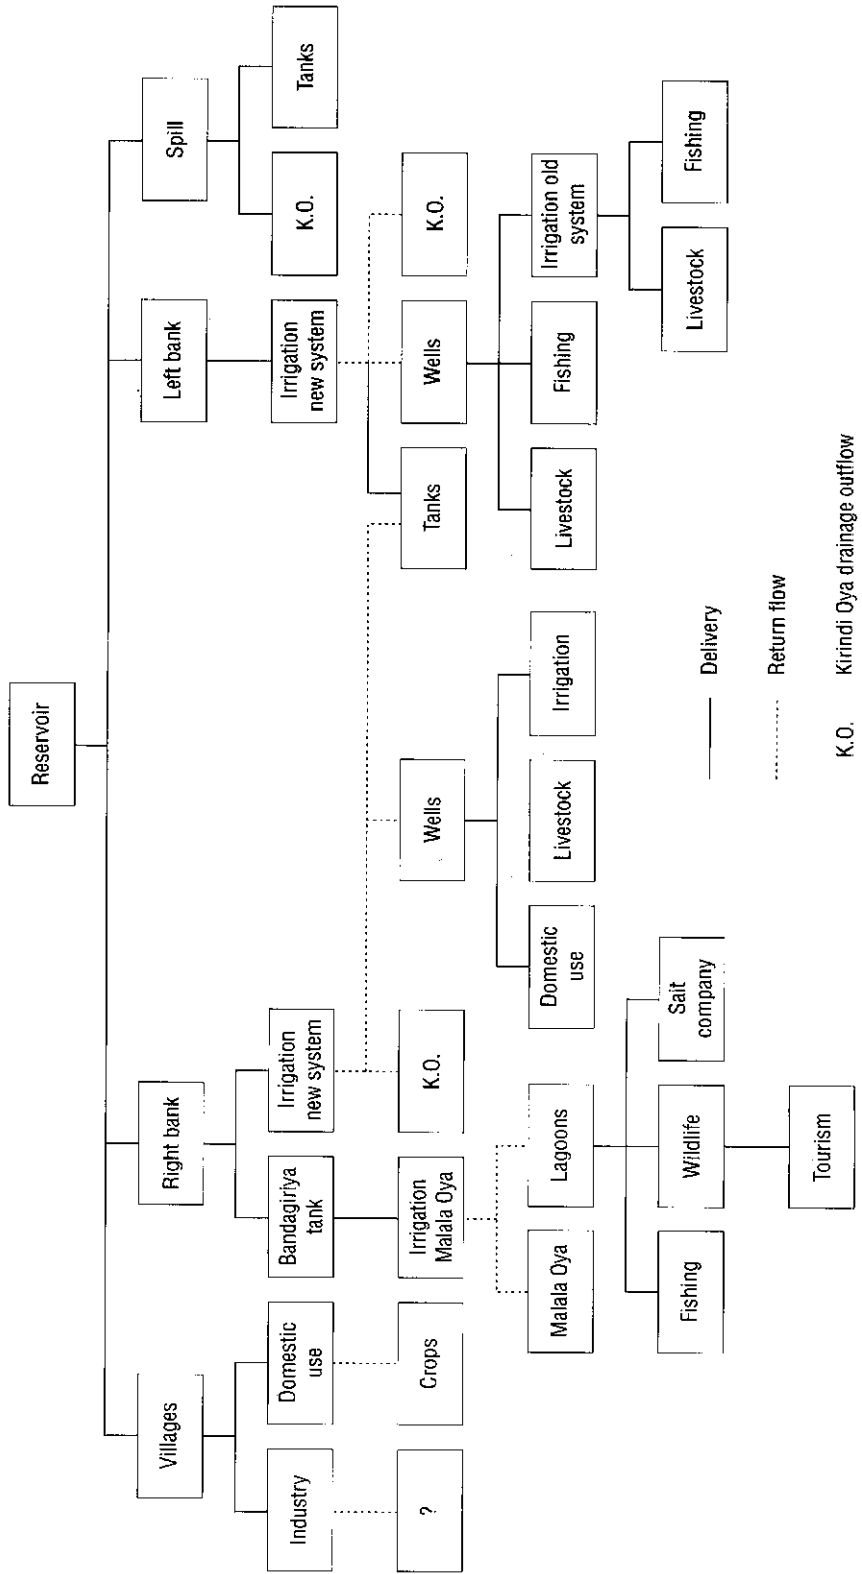 Reservoir
Villages
Right bank
Left bank
Spill
Industry
Domestic
use
Bandagiriya
tank
Irrigation
new system
Irrigation
new system
K.O.
Tanks
?
Crops
Irrigation
Malala Oya
K.O.
Wells
Tanks
Wells
K.O.
Malala Oya
Lagoons
Domestic
use
Livestock
Irrigation
Livestock
Fishing
Irrigation old
system
Fishing
Wildlife
Salt
company
Livestock
Fishing
Tourism
Delivery
Return flow
K.O. Kirindi Oya drainage outflow